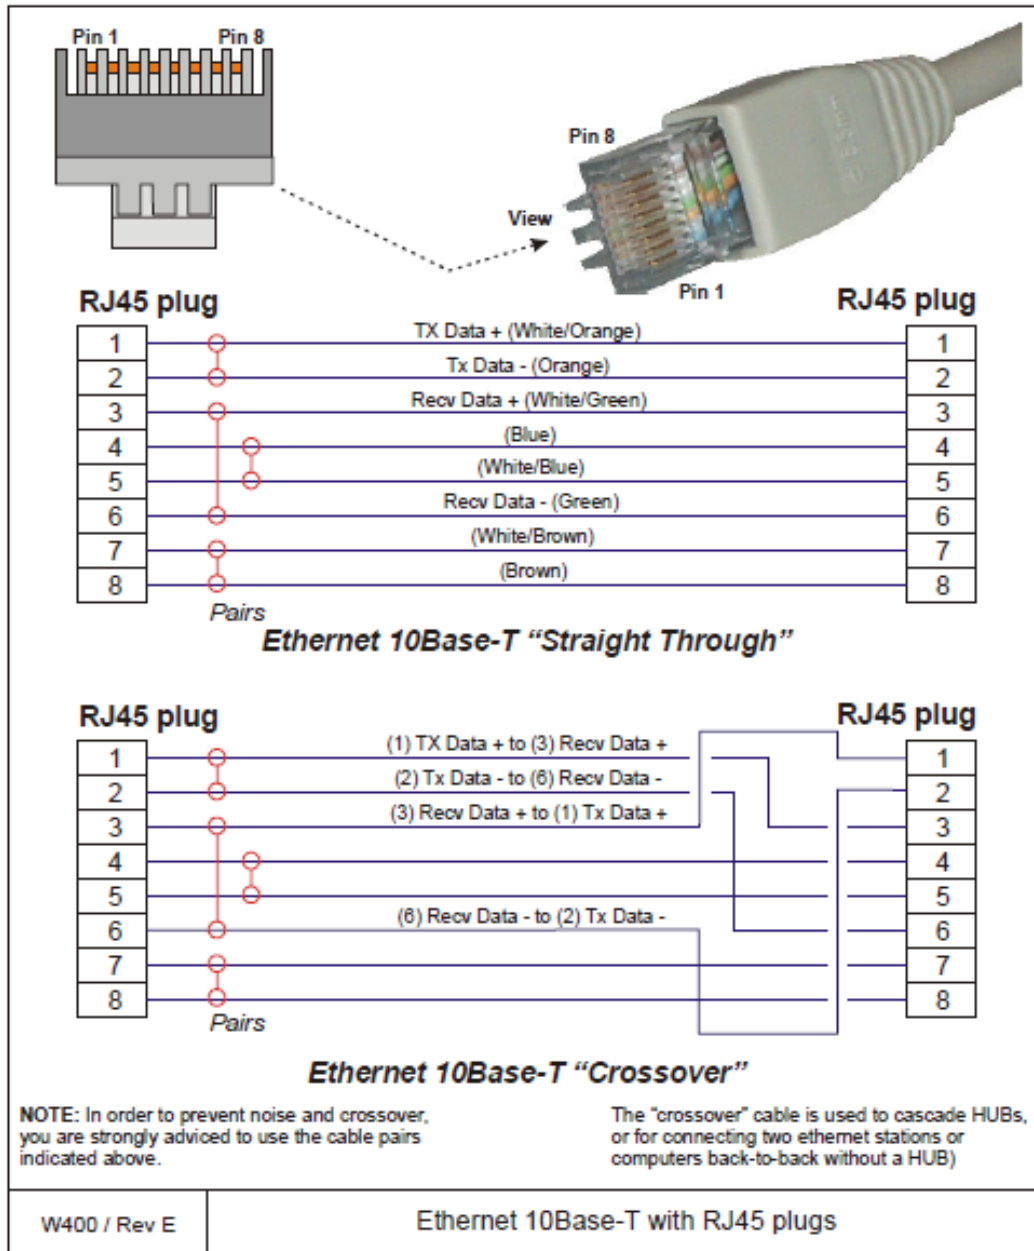 Pin 1
Pin 8
Pin 8
View
Pin 1
RJ45 plug
RJ45 plug
1
TX Data + (White/Orange)
1
2
Tx Data - (Orange)
2
3
Recv Data + (White/Green)
3
4
(Blue)
4
5
(White/Blue)
5
6
Recv Data - (Green)
6
7
(White/Brown)
7
8
(Brown)
8
Pairs
Ethernet 10Base-T “Straight Through”
RJ45 plug
RJ45 plug
1
(1) TX Data + to (3) Recv Data +
1
2
(2) Tx Data - to (6) Recv Data -
2
3
(3) Recv Data + to (1) Tx Data +
3
4
4
5
5
6
(6) Recv Data - to (2) Tx Data -
6
7
7
8
8
Pairs
Ethernet 10Base-T “Crossover”
NOTE: In order to prevent noise and crossover,
you are strongly adviced to use the cable pairs
indicated above.
The “crossover” cable is used to cascade HUBs,
or for connecting two ethernet stations or
computers back-to-back without a HUB)
W400 / Rev E
Ethernet 10Base-T with RJ45 plugs